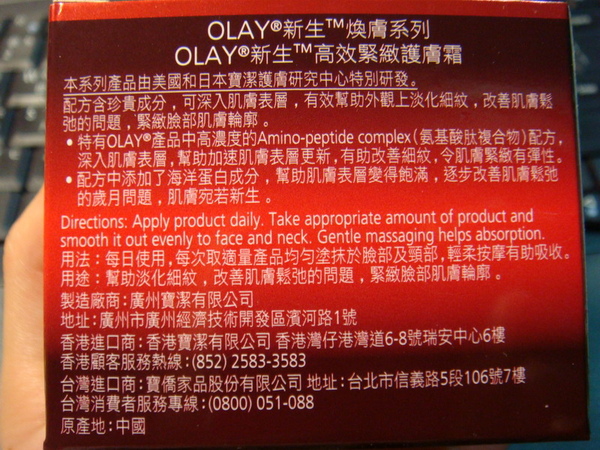 OLAY®新生™煥膚系列
OLAY®新生™高效緊緻護膚霜
本系列產品由美國和日本寶潔護膚研究中心特別研發。
配方含珍貴成分，可深入肌膚表層，有效幫助外觀上淡化細紋，改善肌膚鬆
弛的問題，緊緻臉部肌膚輪廓。
• 特有OLAY®產品中高濃度的Amino-peptide complex（氨基酸肽複合物）配方，
深入肌膚表層，幫助加速肌膚表層更新，有助改善細紋，令肌膚緊緻有彈性。
• 配方中添加了海洋蛋白成分，幫助肌膚表層變得飽滿，逐步改善肌膚鬆弛
的歲月問題，肌膚宛若新生。
Directions: Apply product daily. Take appropriate amount of product and
smooth it out evenly to face and neck. Gentle massaging helps absorption.
用法：每日使用，每次取適量產品均勻塗抹於臉部及頸部，輕柔按摩有助吸收。
用途：幫助淡化細紋，改善肌膚鬆弛的問題，緊緻臉部肌膚輪廓。
製造廠商：廣州寶潔有限公司
地址：廣州市廣州經濟技術開發區濱河路1號
香港進口商：香港寶潔有限公司 香港灣仔港灣道6-8號瑞安中心6樓
香港顧客服務熱線：(852) 2583-3583
台灣進口商：寶僑家品股份有限公司 地址：台北市信義路5段106號7樓
台灣消費者服務專線：(0800) 051-088
原產地：中國